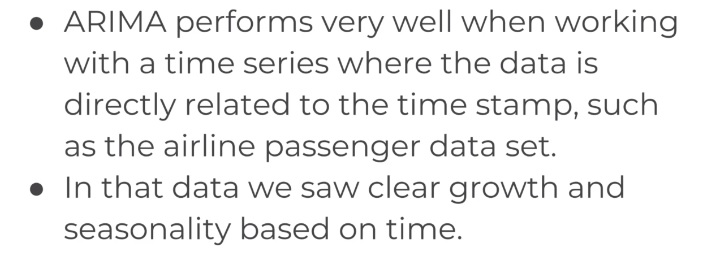 ● ARIMA performs very well when working
with a time series where the data is
directly related to the time stamp, such
as the airline passenger data set.
● In that data we saw clear growth and
seasonality based on time.